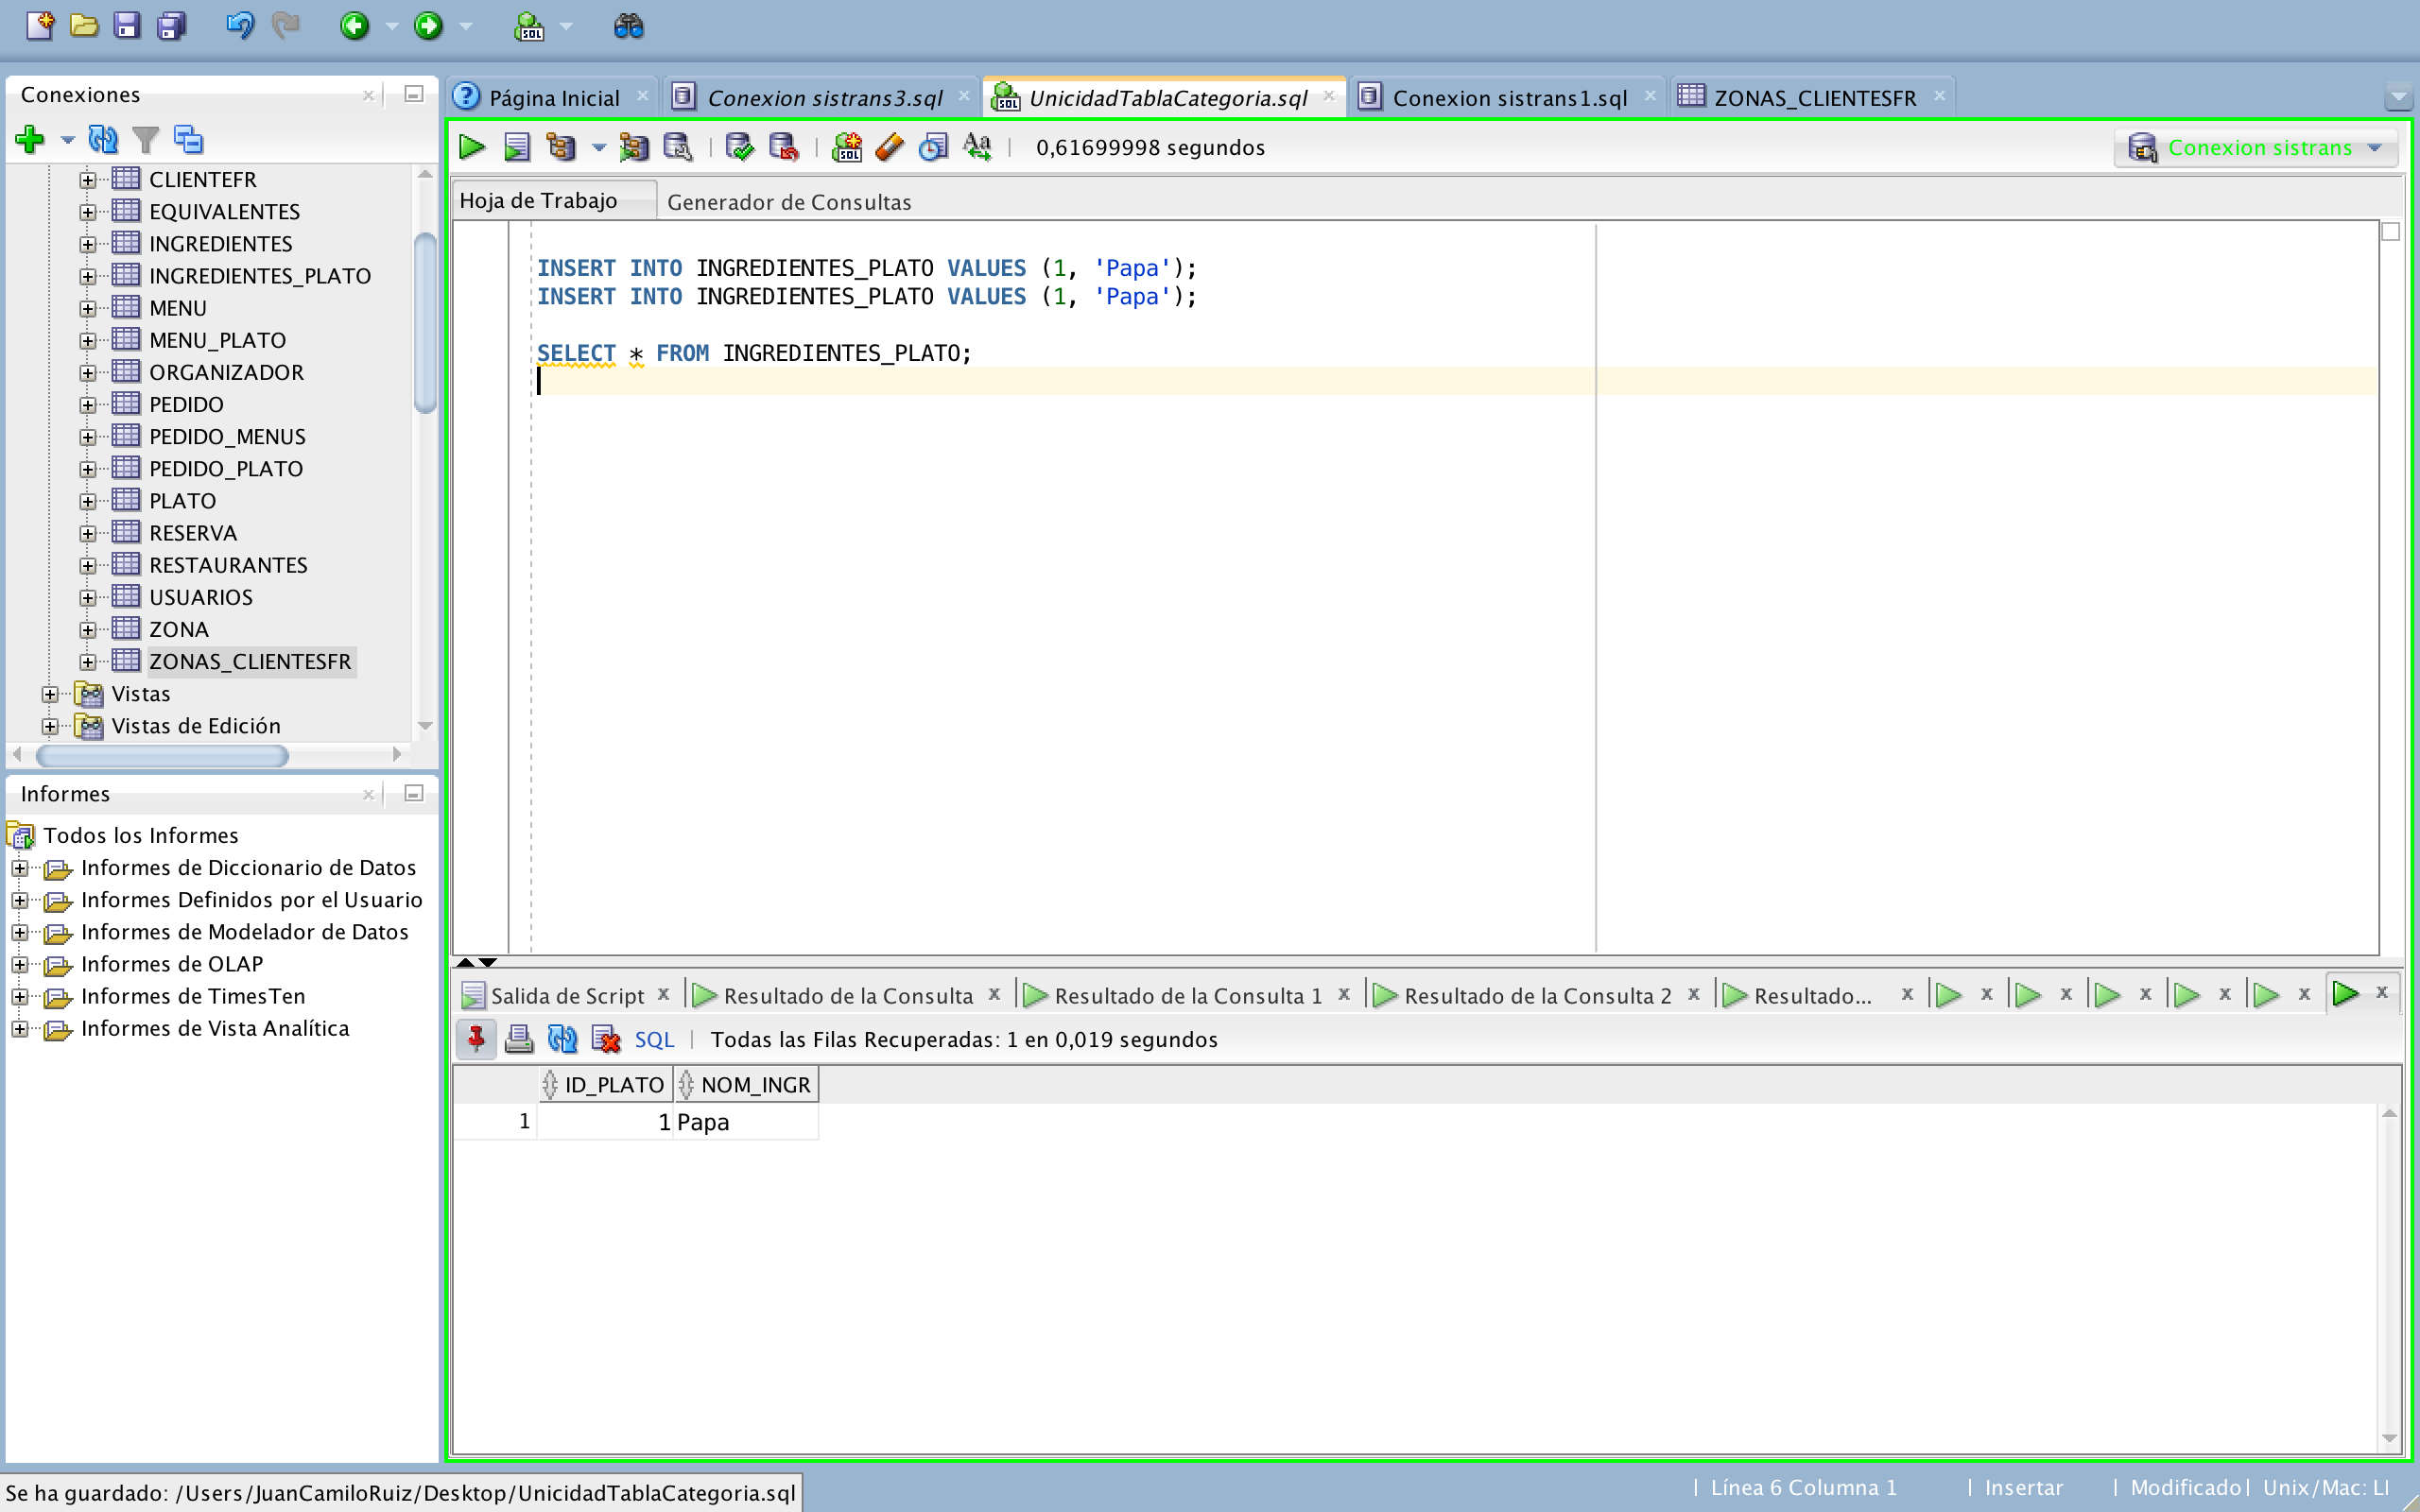 Conexiones
CLIENTEFR
EQUIVALENTES
INGREDIENTES
INGREDIENTES_PLATO
MENU
MENU_PLATO
ORGANIZADOR
PEDIDO
PEDIDO_MENUS
PEDIDO_PLATO
PLATO
RESERVA
RESTAURANTES
USUARIOS
ZONA
ZONAS_CLIENTESFR
Vistas
Vistas de Edición
Informes
Todos los Informes
Informes de Diccionario de Datos
Informes Definidos por el Usuario
Informes de Modelador de Datos
Informes de OLAP
Informes de TimesTen
Informes de Vista Analítica
Página Inicial Conexion sistrans3.sql UnicidadTablaCategoria.sql Conexion sistrans1.sql ZONAS_CLIENTESFR
0,61699998 segundos Conexion sistrans
Hoja de Trabajo Generador de Consultas
INSERT INTO INGREDIENTES_PLATO VALUES (1, 'Papa');
INSERT INTO INGREDIENTES_PLATO VALUES (1, 'Papa');
SELECT * FROM INGREDIENTES_PLATO;
Salida de Script Resultado de la Consulta Resultado de la Consulta 1 Resultado de la Consulta 2 Resultado...
SQL Todas las Filas Recuperadas: 1 en 0,019 segundos
ID_PLATO NOM_INGR
1 1 Papa
Se ha guardado: /Users/JuanCamiloRuiz/Desktop/UnicidadTablaCategoria.sql
Línea 6 Columna 1 Insertar Modificado Unix/Mac: LI